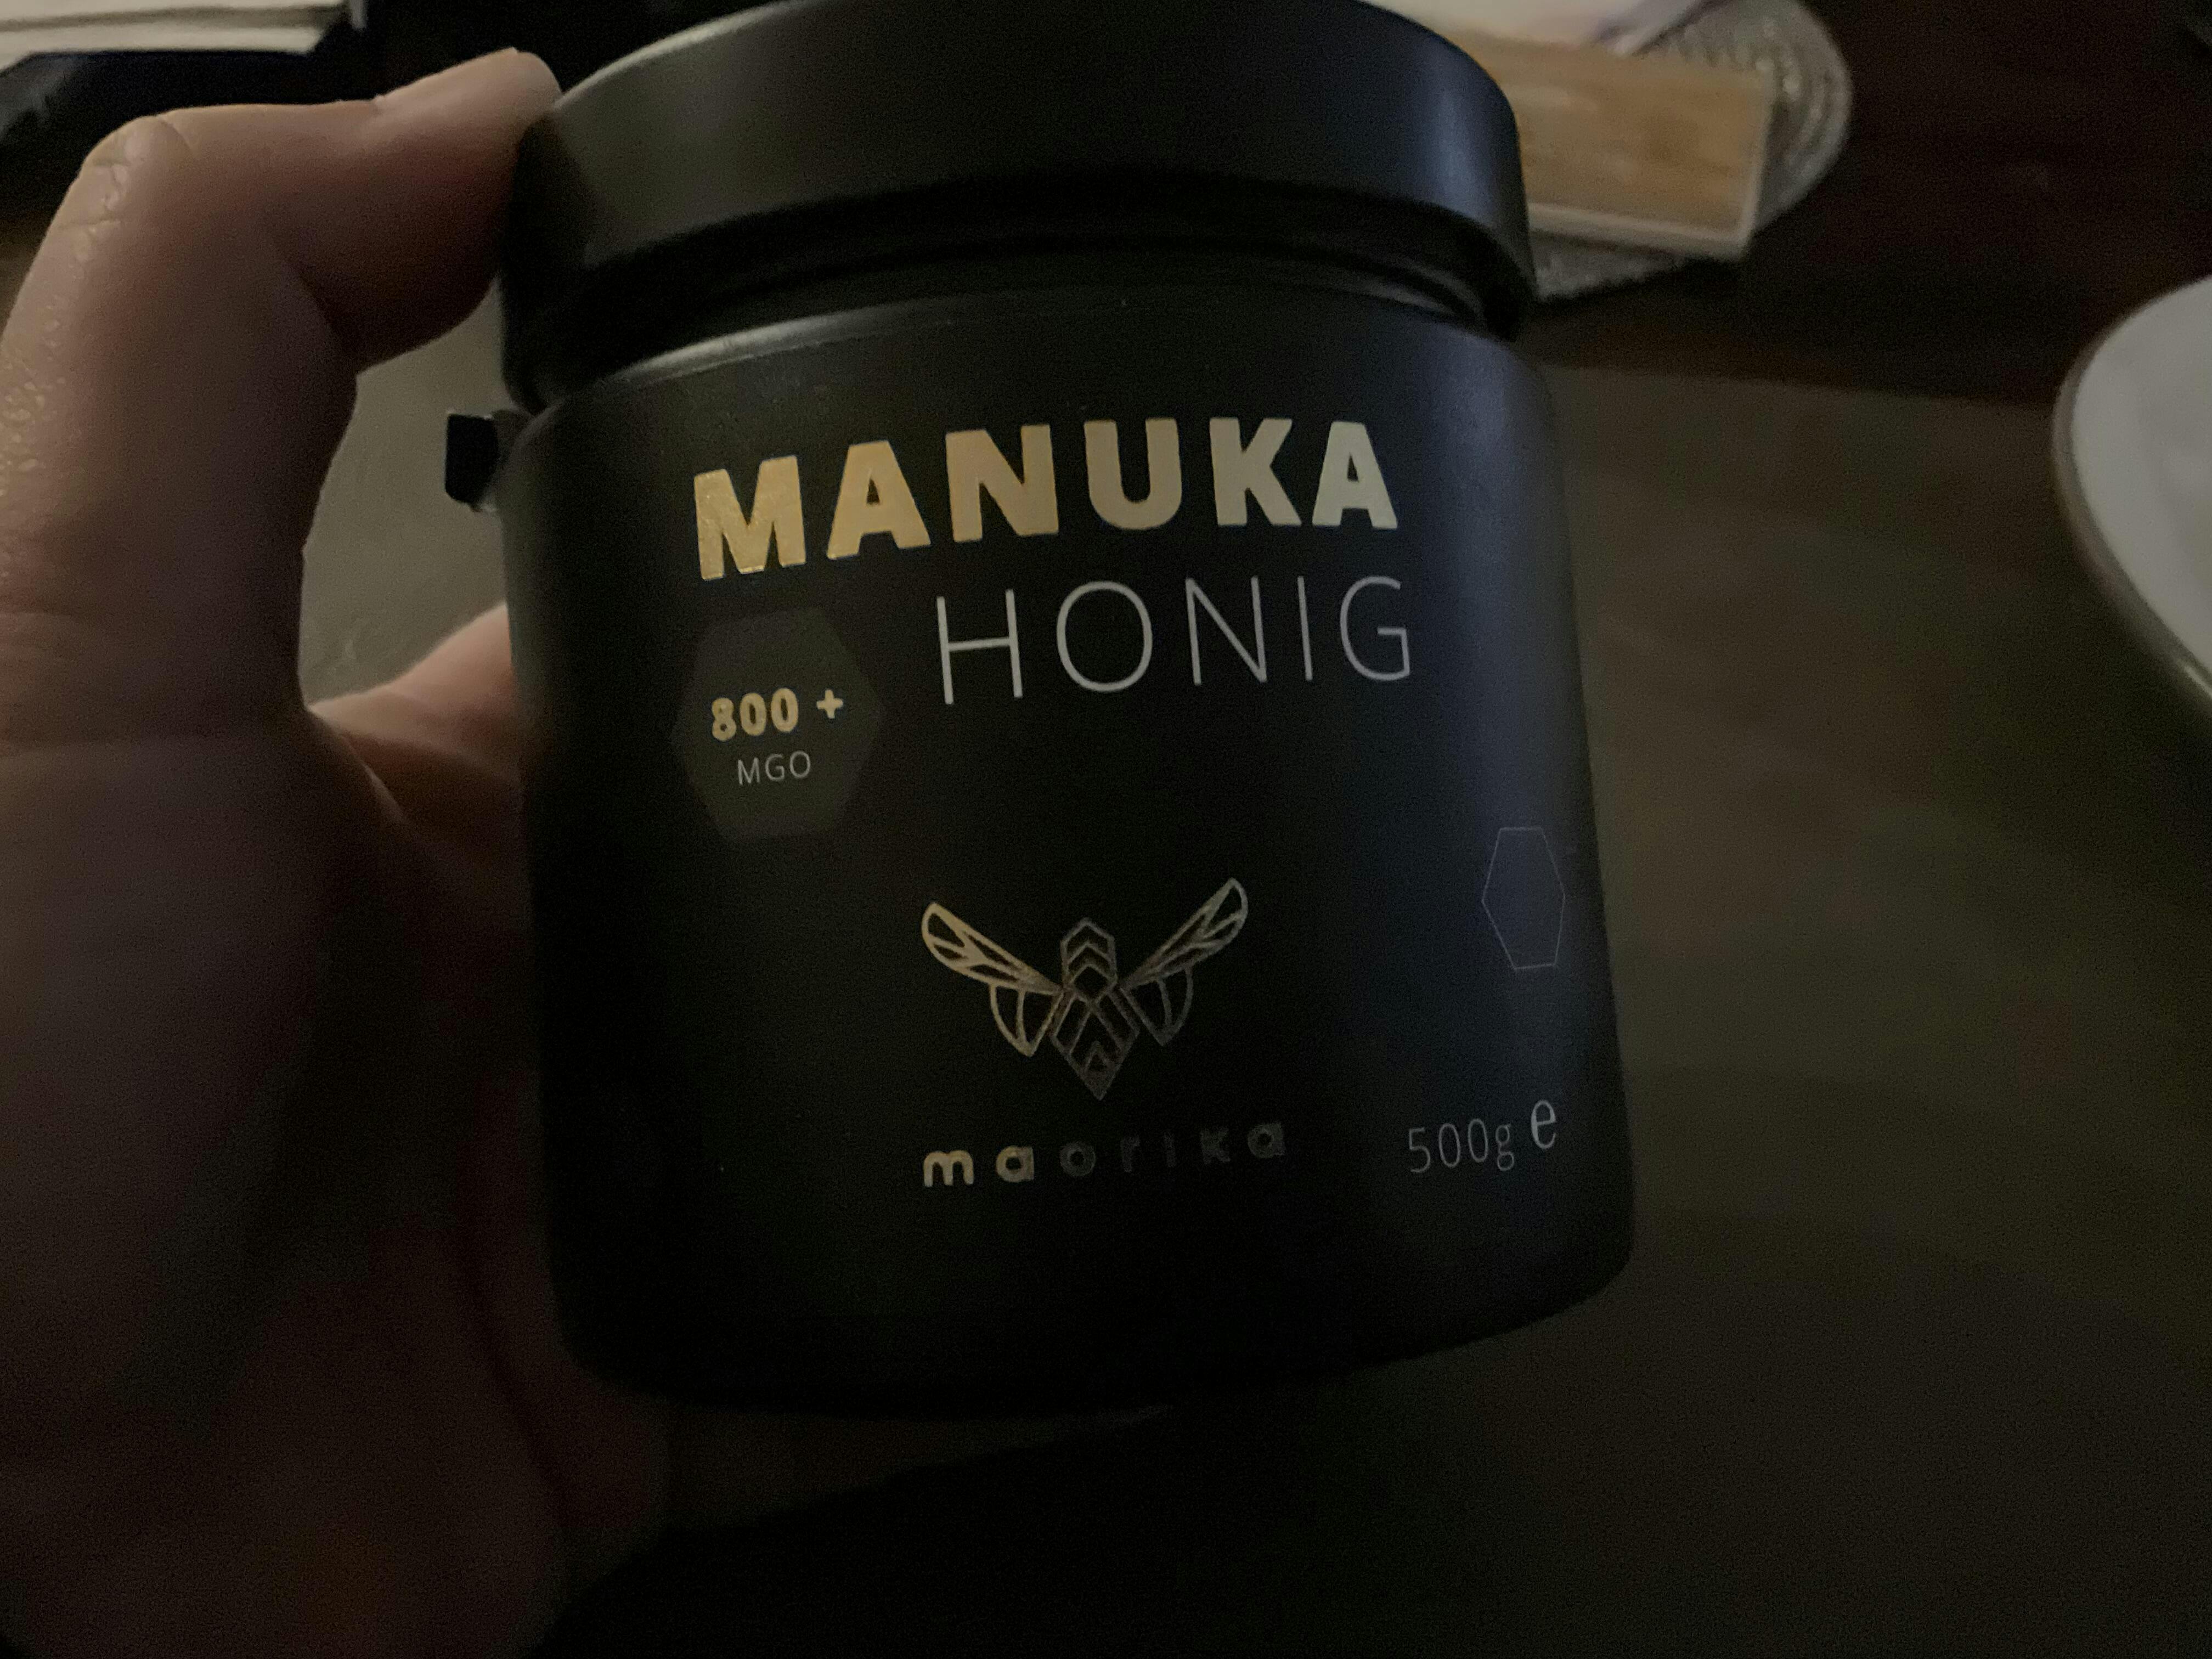 MANUKA
HONIG
800 +
MGO
maorika
500g e